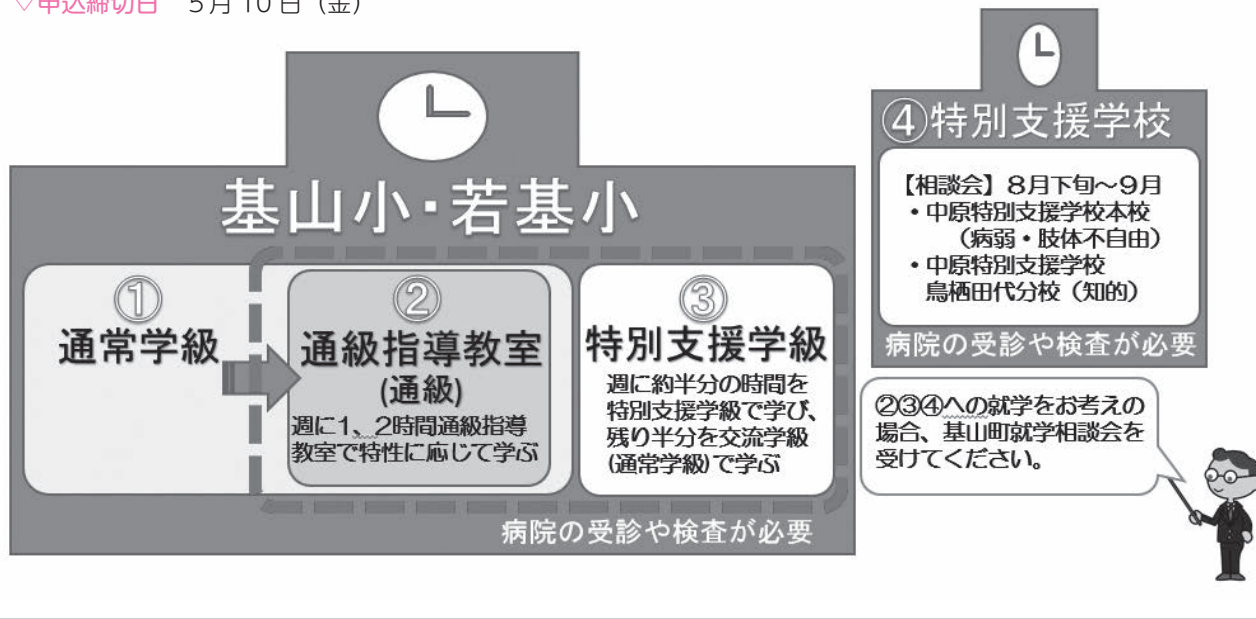 ▽申込締切日　5月10日（金）
基山小・若基小
①
通常学級
②
通級指導教室
(通級)
週に1、2時間通級指導
教室で特性に応じて学ぶ
③
特別支援学級
週に約半分の時間を
特別支援学級で学び、
残り半分を交流学級
(通常学級)で学ぶ
病院の受診や検査が必要
④特別支援学校
【相談会】8月下旬～9月
・中原特別支援学校本校
（病弱・肢体不自由）
・中原特別支援学校
鳥栖田代分校（知的）
病院の受診や検査が必要
②③④への就学をお考えの
場合、基山町就学相談会を
受けてください。